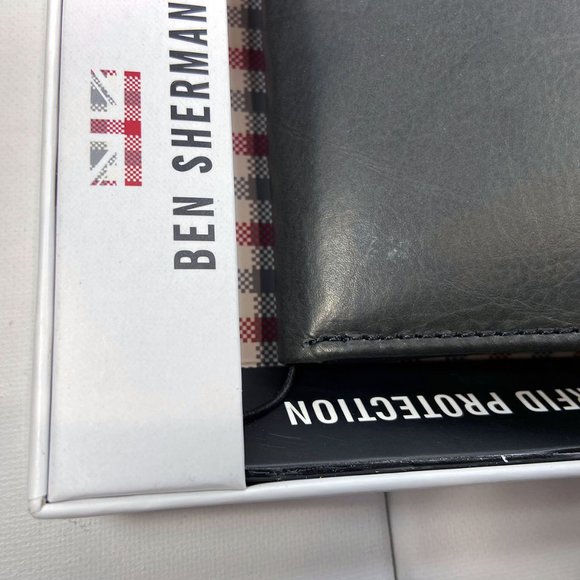 BEN SHERMAN
RFID PROTECTION